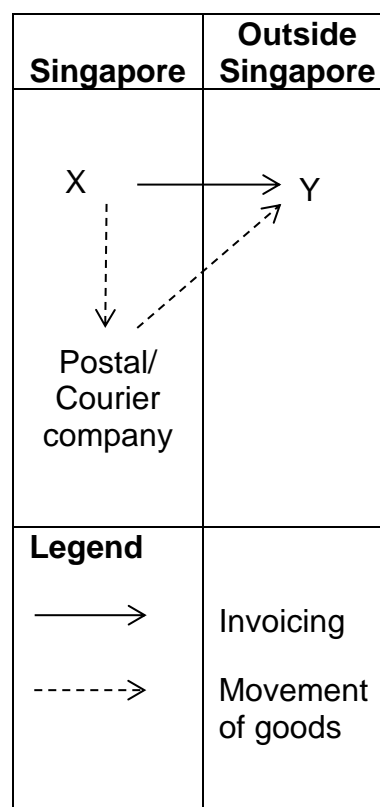 Singapore
Outside
Singapore
X
Y
Postal/
Courier
company
Legend
Invoicing
Movement
of goods